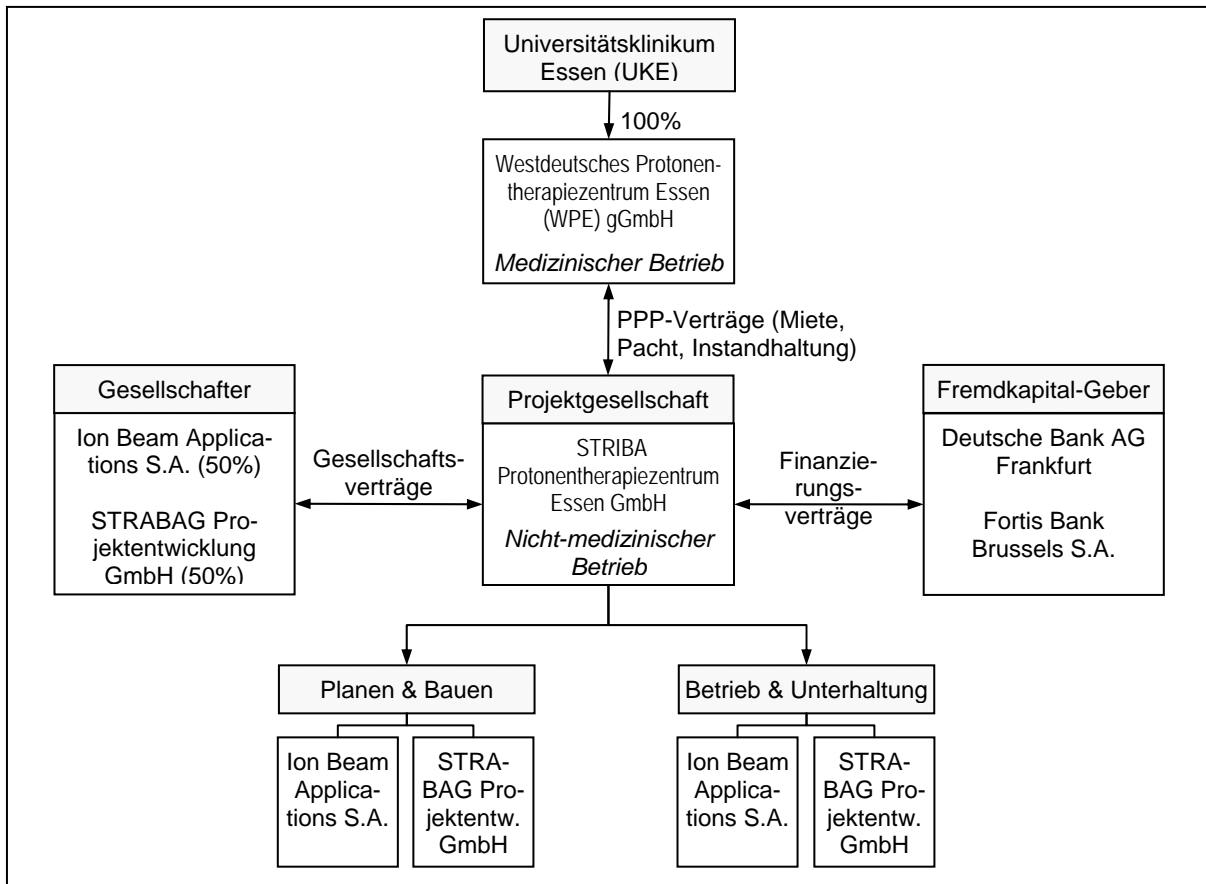 Universitätsklinikum
Essen (UKE)
100%
Westdeutsches Protonen-
therapiezentrum Essen
(WPE) gGmbH
Medizinischer Betrieb
PPP-Verträge (Miete,
Pacht, Instandhaltung)
Gesellschafter
Ion Beam Applica-
tions S.A. (50%)
STRABAG Pro-
jektentwicklung
GmbH (50%)
Gesellschafts-
verträge
Projektgesellschaft
STRIBA
Protonentherapiezentrum
Essen GmbH
Nicht-medizinischer
Betrieb
Finanzie-
rungs-
verträge
Fremdkapital-Geber
Deutsche Bank AG
Frankfurt
Fortis Bank
Brussels S.A.
Planen & Bauen
Ion Beam
Applica-
tions S.A.
STRA-
BAG Pro-
jektentw.
GmbH
Betrieb & Unterhaltung
Ion Beam
Applica-
tions S.A.
STRA-
BAG Pro-
jektentw.
GmbH